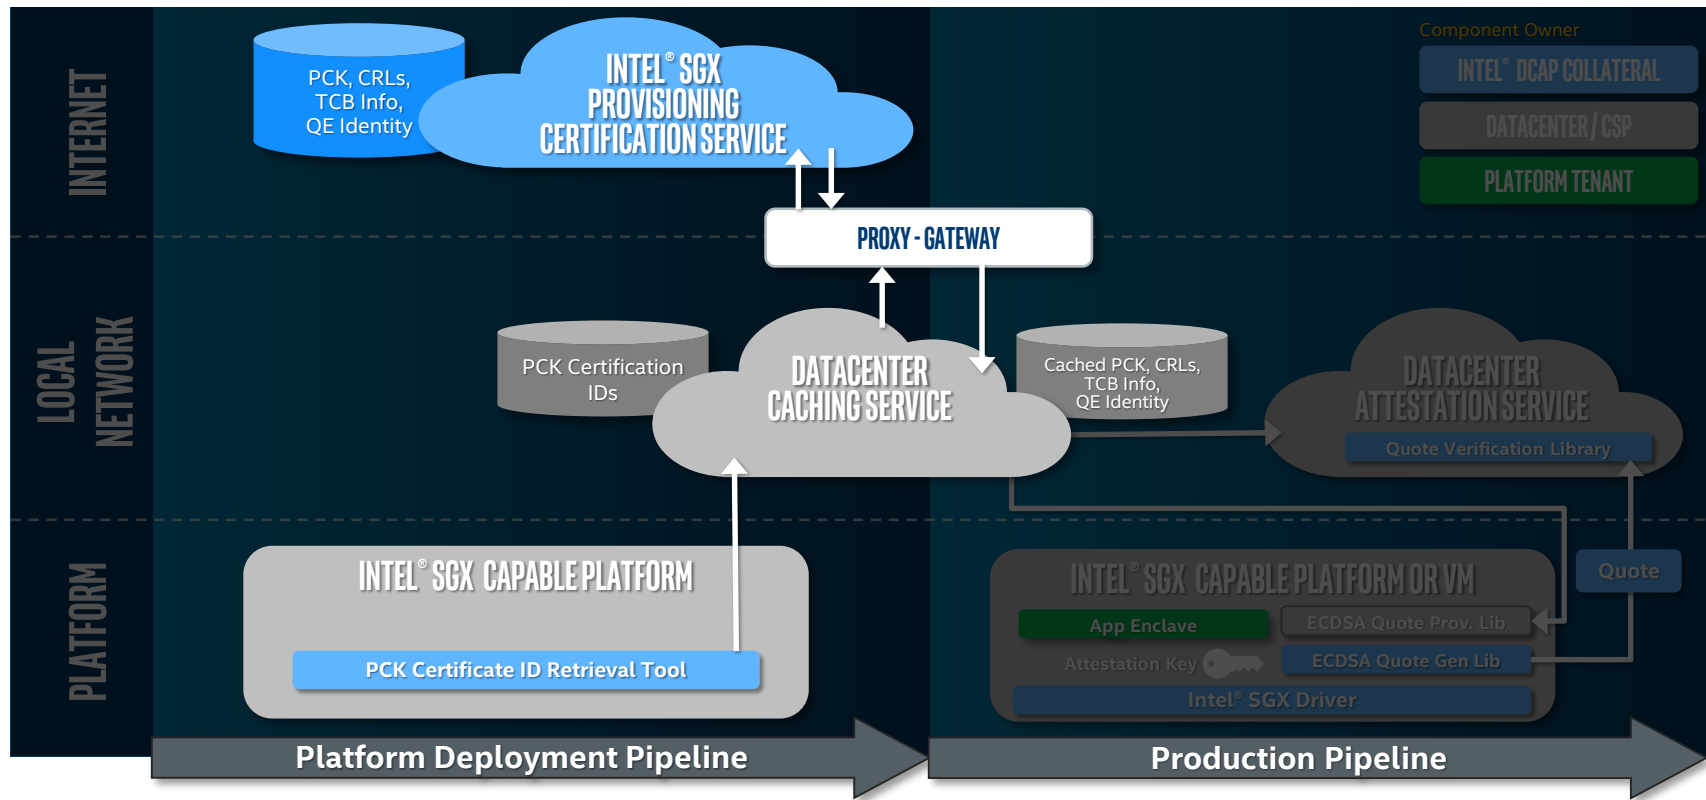 INTERNET
LOCAL
NETWORK
PLATFORM
PCK, CRLs,
TCB Info,
QE Identity
INTEL® SGX
PROVISIONING
CERTIFICATION SERVICE
Component Owner
INTEL® DCAP COLLATERAL
DATACENTER / CSP
PLATFORM TENANT
PROXY - GATEWAY
PCK Certification
IDs
DATACENTER
CACHING SERVICE
Cached PCK, CRLs,
TCB Info,
QE Identity
DATACENTER
ATTESTATION SERVICE
Quote Verification Library
INTEL® SGX CAPABLE PLATFORM
PCK Certificate ID Retrieval Tool
INTEL® SGX CAPABLE PLATFORM OR VM
Quote
App Enclave
ECDSA Quote Prov. Lib
Attestation Key
ECDSA Quote Gen Lib
Intel® SGX Driver
Platform Deployment Pipeline
Production Pipeline